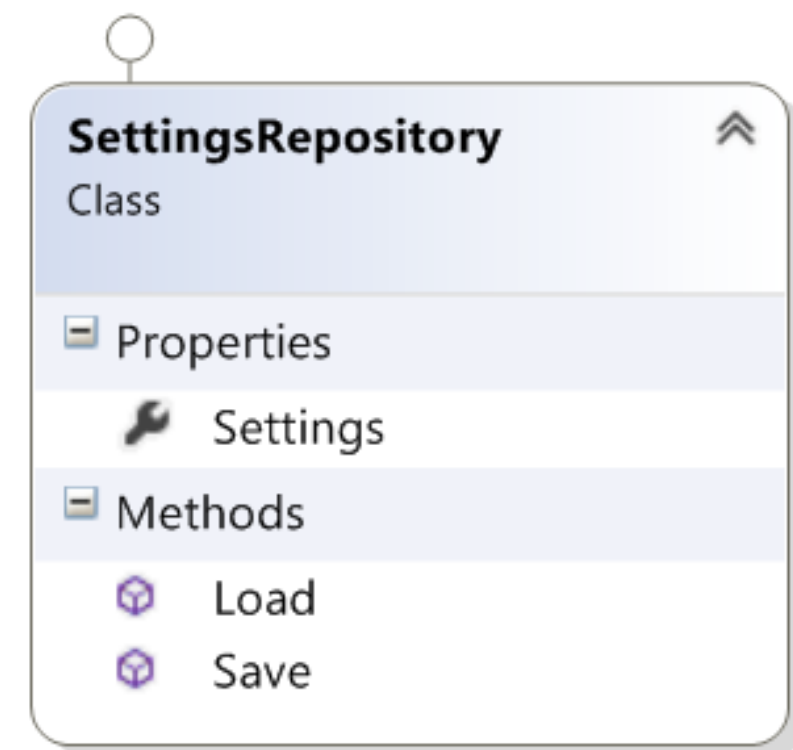 SettingsRepository
Class
Properties
Settings
Methods
Load
Save